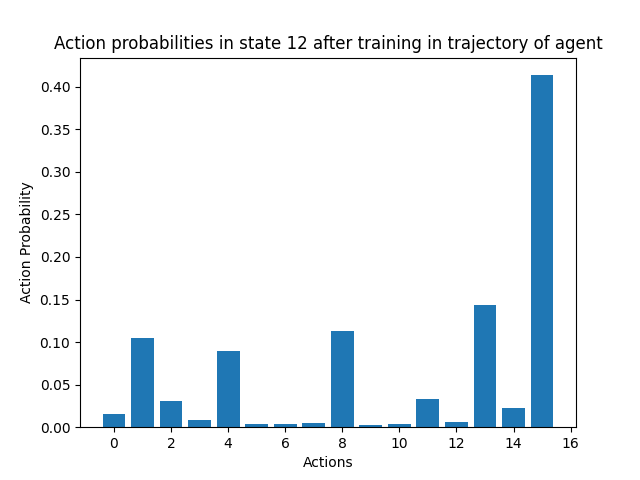 Action probabilities in state 12 after training in trajectory of agent
0.40
0.35
0.30
0.25
0.20
0.15
0.10
0.05
0.00
Action Probability
0 2 4 6 8 10 12 14 16
Actions